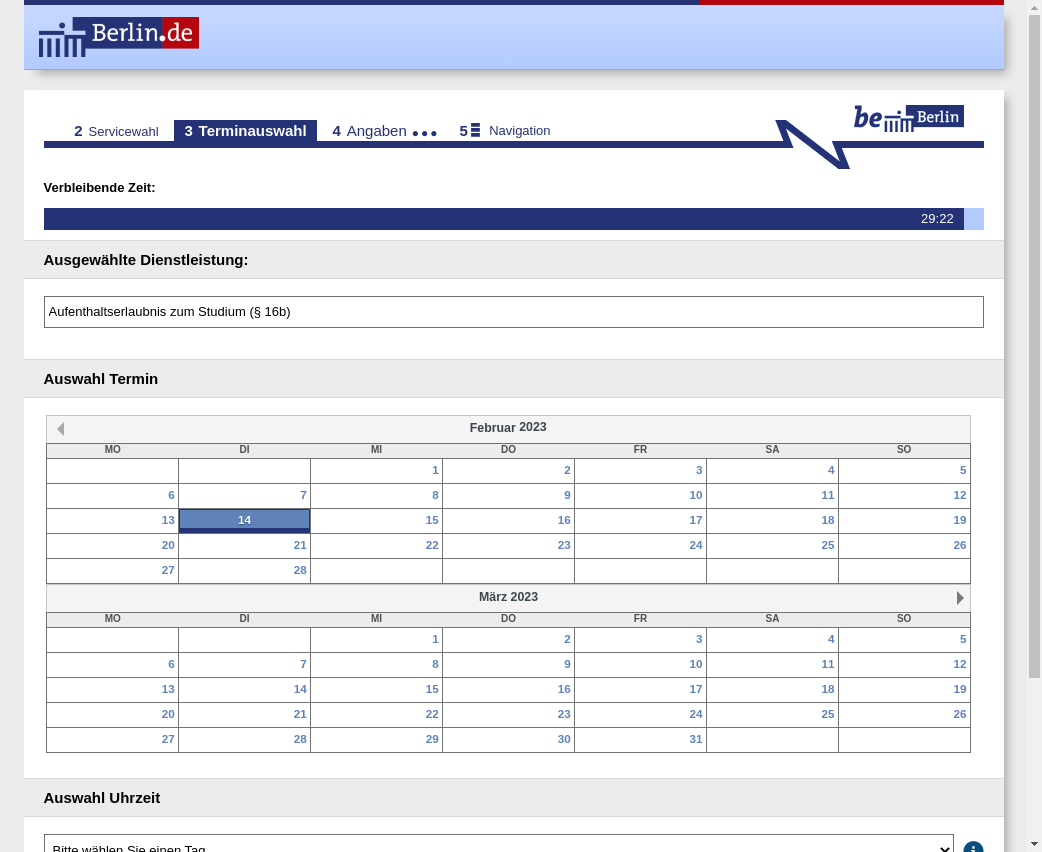 Berlin.de
be Berlin
2 Servicewahl 3 Terminauswahl 4 Angaben 5 Navigation
Verbleibende Zeit:
29:22
Ausgewählte Dienstleistung:
Aufenthaltserlaubnis zum Studium (§ 16b)
Auswahl Termin
Februar 2023
MO DI MI DO FR SA SO
1 2 3 4 5
6 7 8 9 10 11 12
13 14 15 16 17 18 19
20 21 22 23 24 25 26
27 28
März 2023
MO DI MI DO FR SA SO
1 2 3 4 5
6 7 8 9 10 11 12
13 14 15 16 17 18 19
20 21 22 23 24 25 26
27 28 29 30 31
Auswahl Uhrzeit
Bitte wählen Sie einen Tag